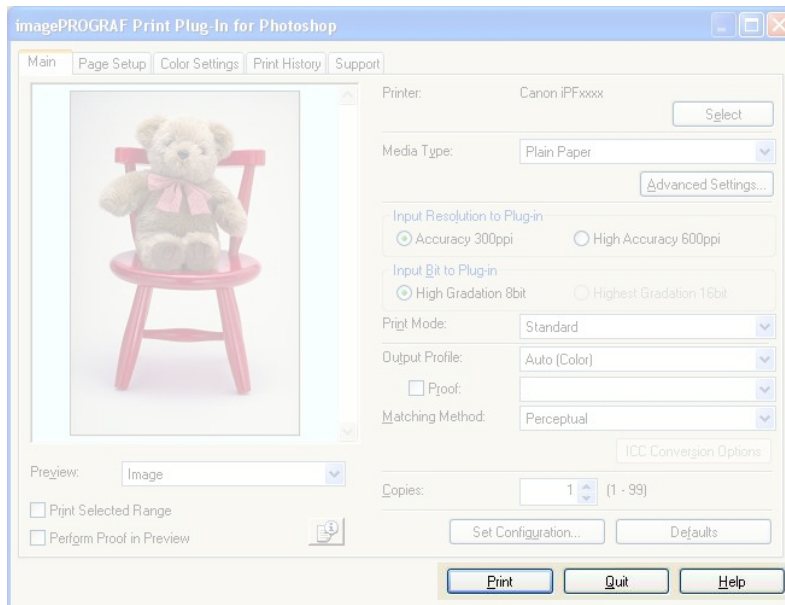 imagePROGRAF Print Plug-In for Photoshop
Main Page Setup Color Settings Print History Support
Printer: Canon iPFxxxx
Select
Media Type: Plain Paper
Advanced Settings...
Input Resolution to Plug-in
Accuracy 300ppi High Accuracy 600ppi
Input Bit to Plug-in
High Gradation 8bit Highest Gradation 16bit
Print Mode: Standard
Output Profile: Auto (Color)
Proof:
Matching Method: Perceptual
ICC Conversion Options
Preview: Image
Print Selected Range
Perform Proof in Preview
Copies: 1 (1 - 99)
Set Configuration... Defaults
Print Quit Help